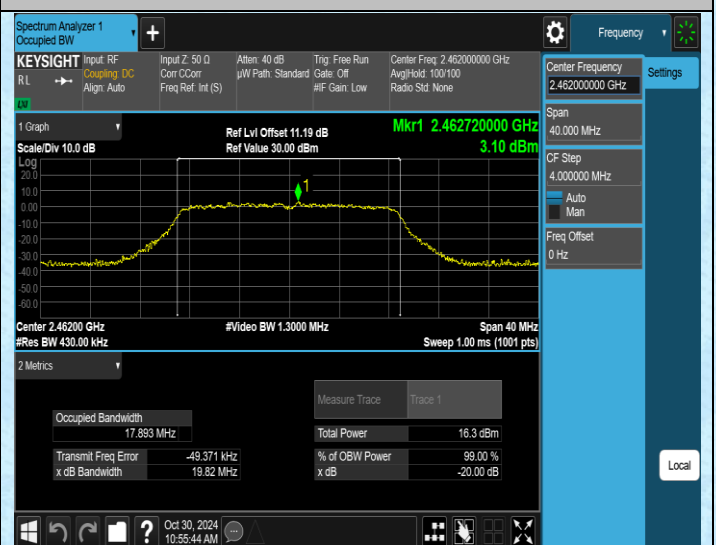 Spectrum Analyzer 1
Occupied BW
+
Frequency
KEYSIGHT
RL
LXI
Input: RF
Coupling: DC
Align: Auto
Input Z: 50 Ω
Corr CCorr
Freq Ref: Int (S)
Atten: 40 dB
µW Path: Standard
Trig: Free Run
Gate: Off
#IF Gain: Low
Center Freq: 2.462000000 GHz
Avg|Hold: 100/100
Radio Std: None
Center Frequency
2.462000000 GHz
Settings
Span
40.000 MHz
CF Step
4.000000 MHz
Auto
Man
Freq Offset
0 Hz
1 Graph
Scale/Div 10.0 dB
Ref Lvl Offset 11.19 dB
Ref Value 30.00 dBm
Mkr1 2.462720000 GHz
3.10 dBm
Log
20.0
10.0
0.00
-10.0
-20.0
-30.0
-40.0
-50.0
-60.0
1
Center 2.46200 GHz
#Res BW 430.00 kHz
#Video BW 1.3000 MHz
Span 40 MHz
Sweep 1.00 ms (1001 pts)
2 Metrics
Measure Trace
Trace 1
Occupied Bandwidth
17.893 MHz
Total Power
16.3 dBm
Transmit Freq Error
-49.371 kHz
% of OBW Power
99.00 %
x dB Bandwidth
19.82 MHz
x dB
-20.00 dB
Local
?
Oct 30, 2024
10:55:44 AM